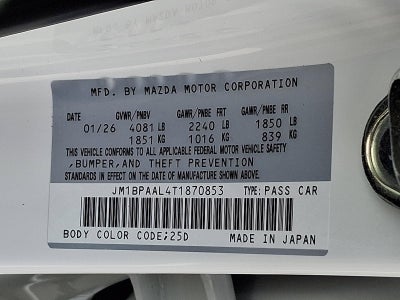 MFD. BY MAZDA MOTOR CORPORATION
DATE GVWR/PNBV GAWR/PNBE FRT GAWR/PNBE RR
01/26 4081 LB 2240 LB 1850 LB
1851 KG 1016 KG 839 KG
THIS VEHICLE CONFORMS TO ALL APPLICABLE FEDERAL MOTOR VEHICLE SAFETY
,BUMPER,AND THEFT PREVENTION
STANDARDS IN EFFECT ON THE DATE OF MANUFACTURE SHOWN ABOVE.
JM1BPAAL4T1870853 TYPE:PASS CAR
BODY COLOR CODE;25D MADE IN JAPAN